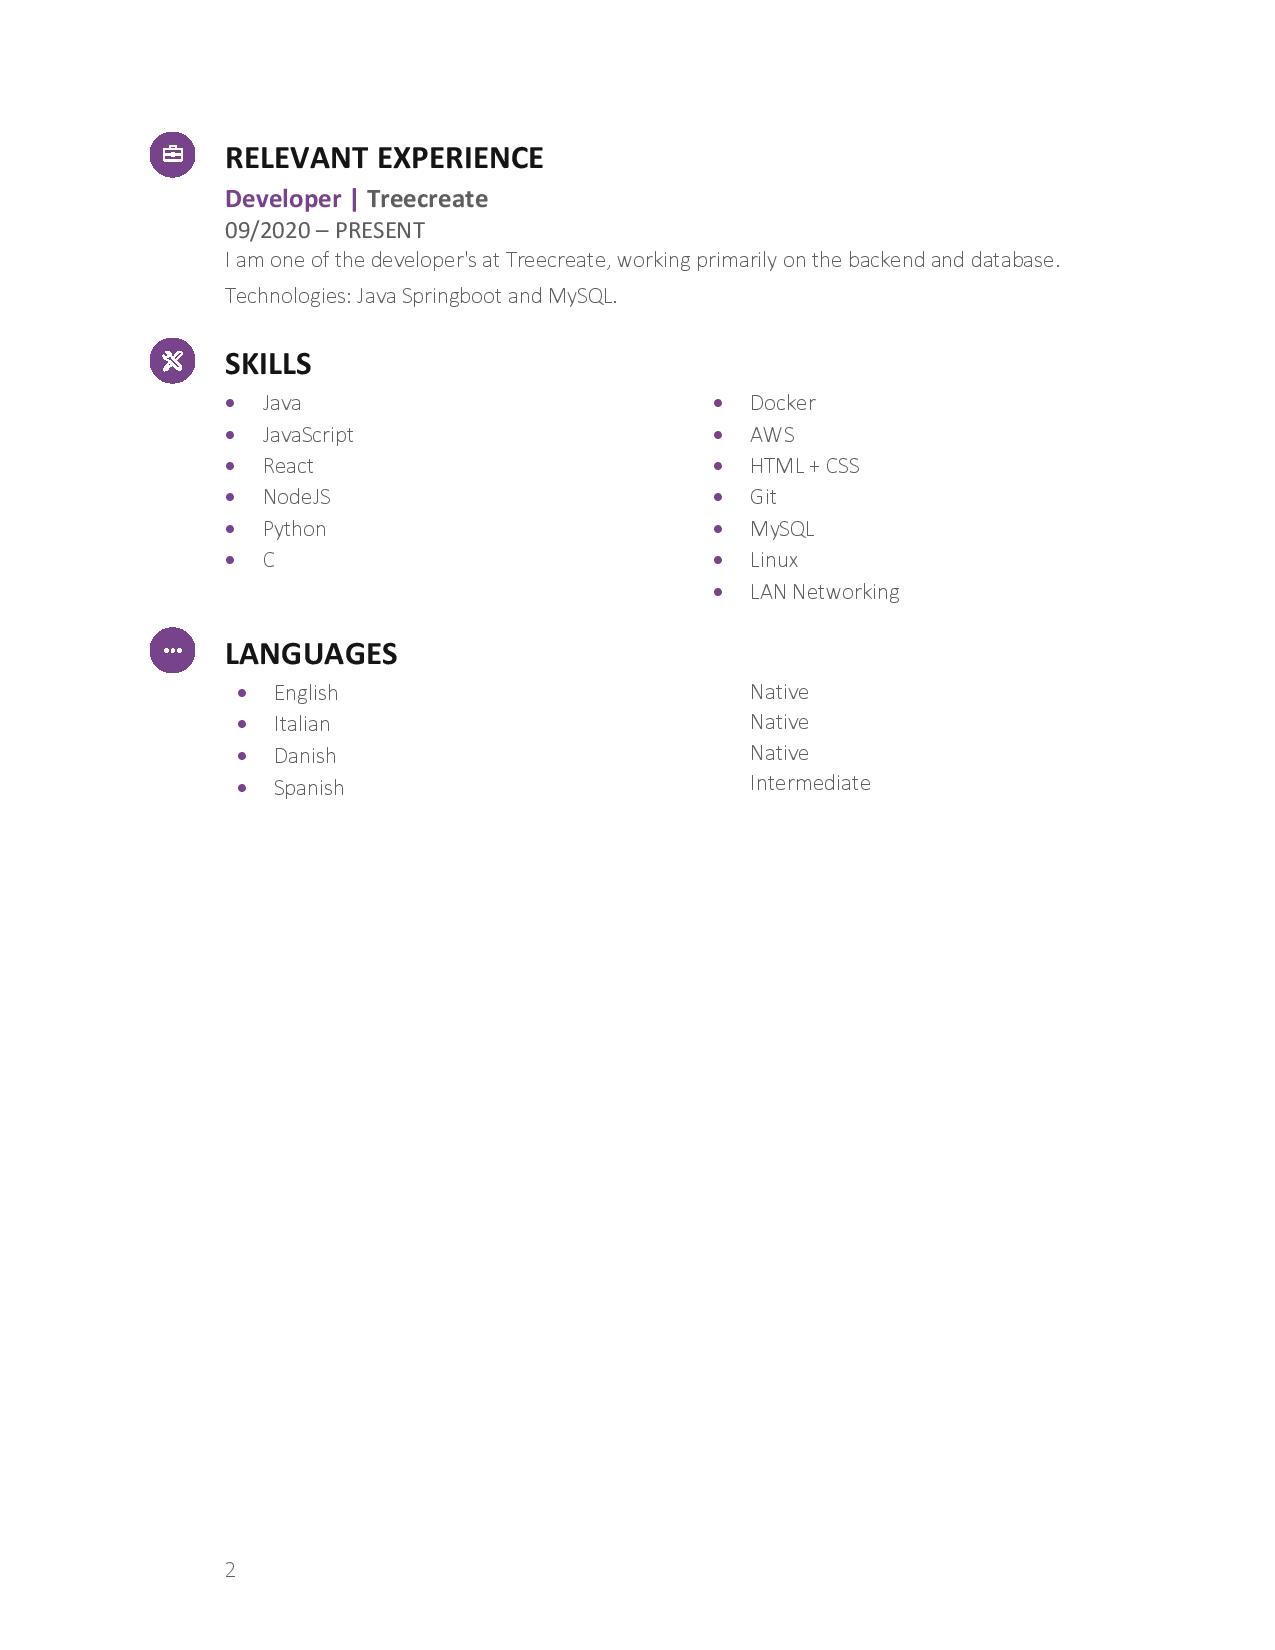 RELEVANT EXPERIENCE
Developer | Treecreate
09/2020 – PRESENT
I am one of the developer's at Treecreate, working primarily on the backend and database.
Technologies: Java Springboot and MySQL.
SKILLS
• Java
• JavaScript
• React
• NodeJS
• Python
• C
• Docker
• AWS
• HTML + CSS
• Git
• MySQL
• Linux
• LAN Networking
LANGUAGES
• English Native
• Italian Native
• Danish Native
• Spanish Intermediate
2